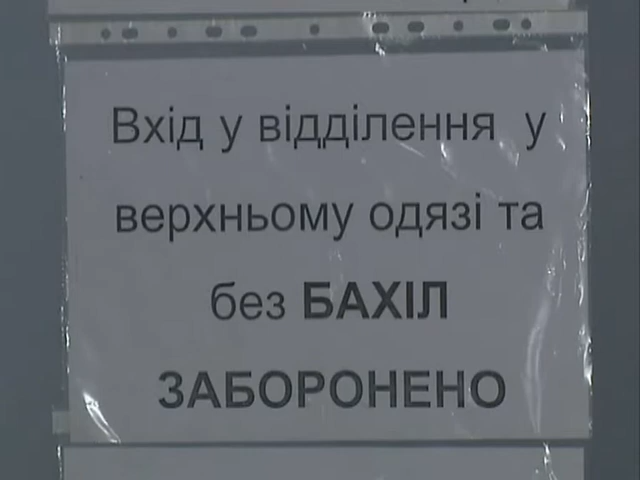 Вхід у відділення у
верхньому одязі та
без БАХІЛ
ЗАБОРОНЕНО